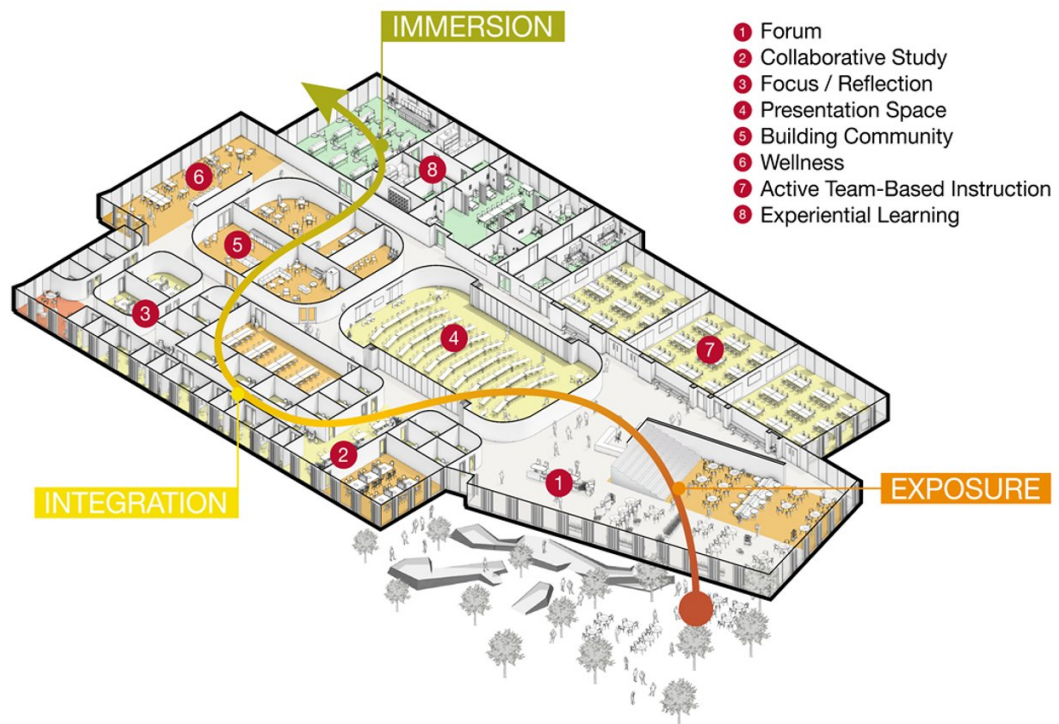 IMMERSION
1 Forum
2 Collaborative Study
3 Focus / Reflection
4 Presentation Space
5 Building Community
6 Wellness
7 Active Team-Based Instruction
8 Experiential Learning
8
6
5
3
4
7
2
1
INTEGRATION
EXPOSURE